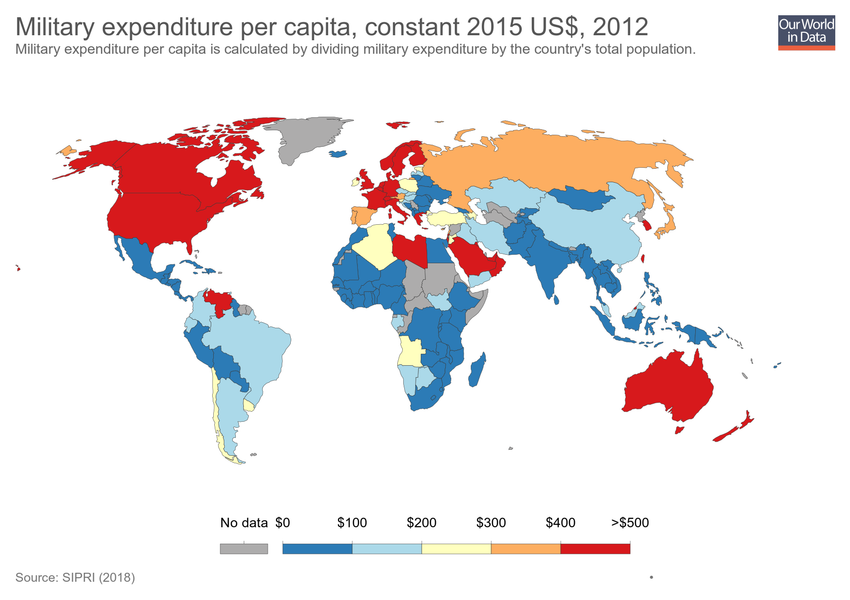 Military expenditure per capita, constant 2015 US$, 2012
Military expenditure per capita is calculated by dividing military expenditure by the country's total population.
Our World
in Data
No data $0 $100 $200 $300 $400 >$500
Source: SIPRI (2018)